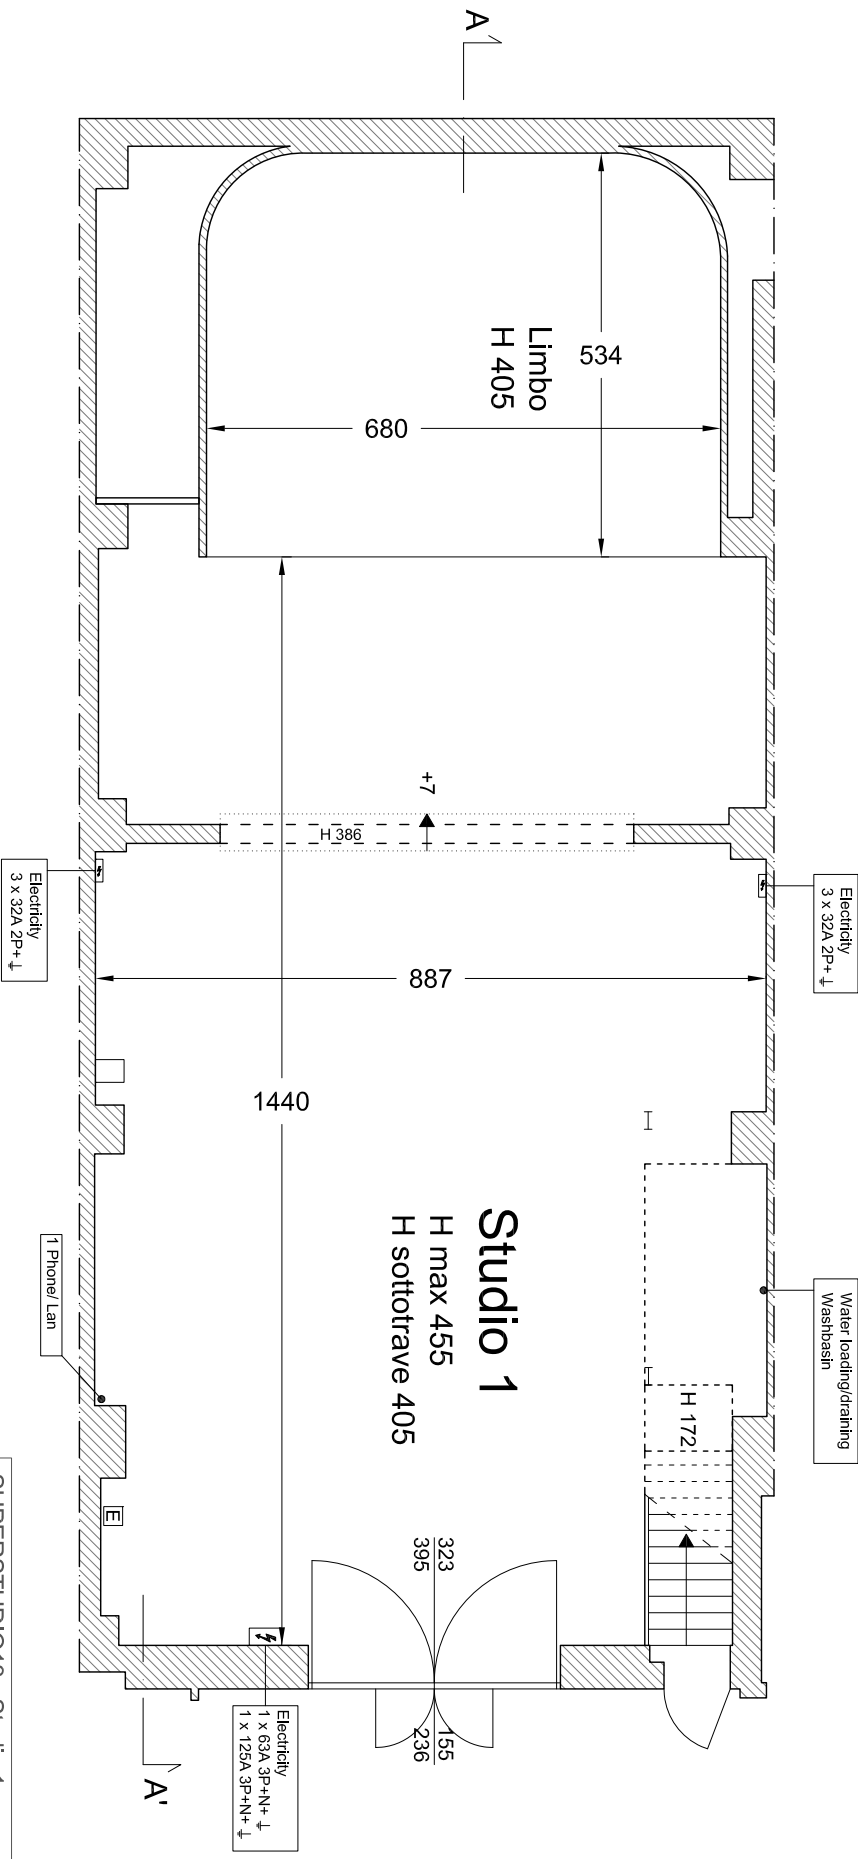 A
534
Limbo
H 405
680
+7
H 386
Electricity
3 x 32A 2P+
Electricity
3 x 32A 2P+
887
1440
Studio 1
H max 455
H sottotrave 405
Water loading/draining
Washbasin
1 Phone/ Lan
H 172
E
323
395
155
236
Electricity
1 x 63A 3P+N+
1 x 125A 3P+N+
A'